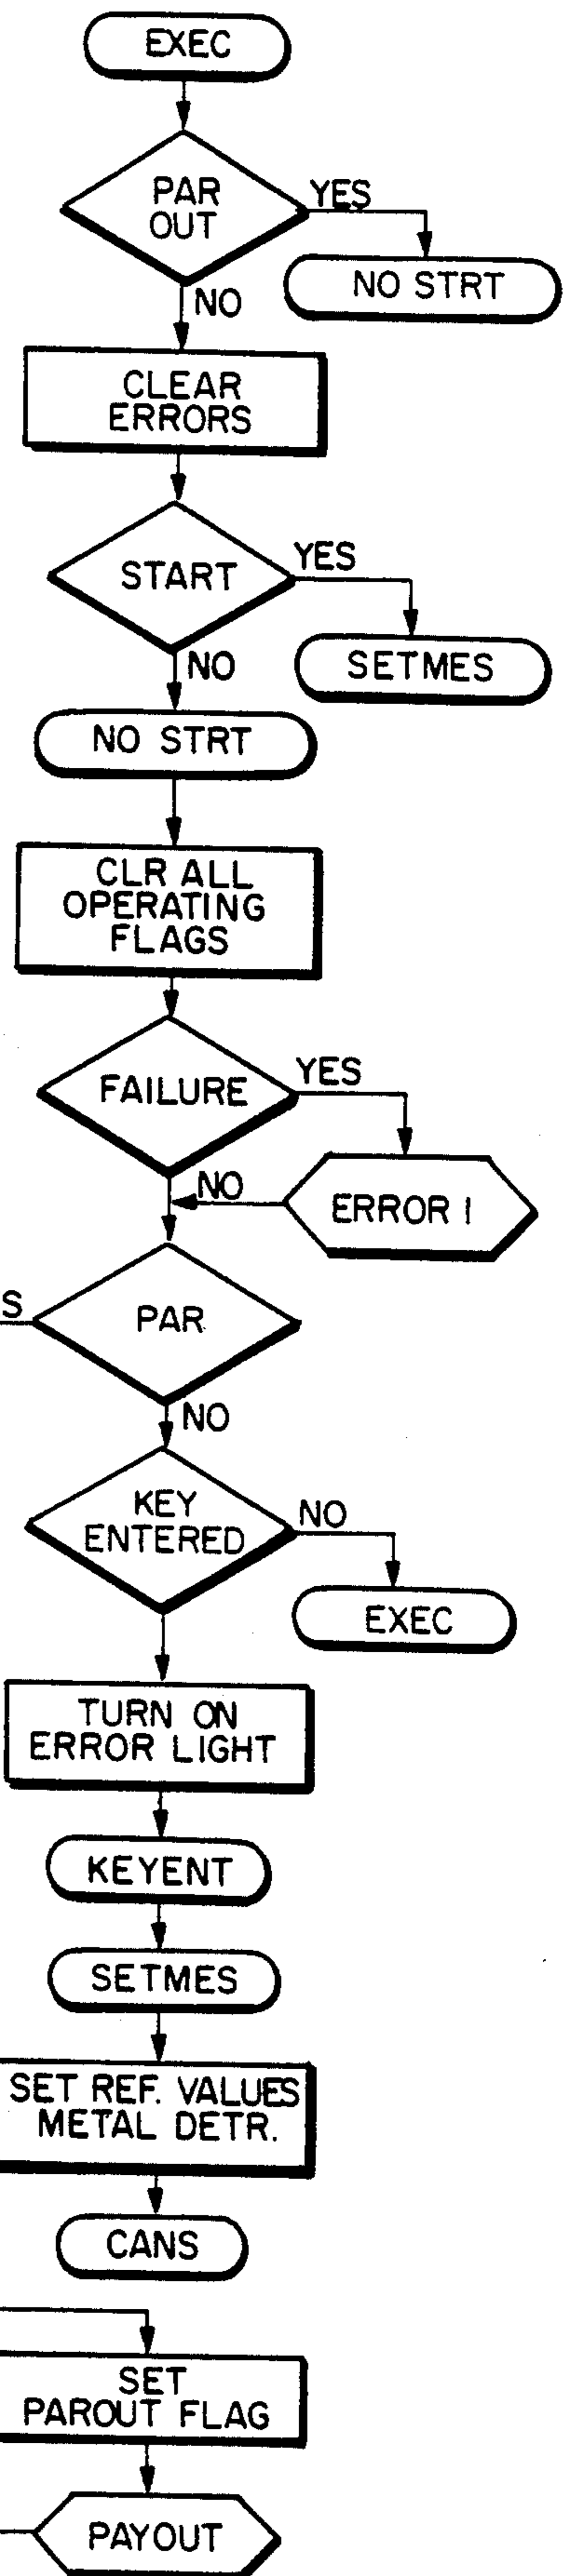 EXEC
PAR
OUT
YES
NO STRT
NO
CLEAR
ERRORS
START
YES
SETMES
NO
NO STRT
CLR ALL
OPERATING
FLAGS
FAILURE
YES
NO
ERROR 1
S
PAR
NO
KEY
ENTERED
NO
EXEC
TURN ON
ERROR LIGHT
KEYENT
SETMES
SET REF. VALUES
METAL DETR.
CANS
SET
PAROUT FLAG
PAYOUT